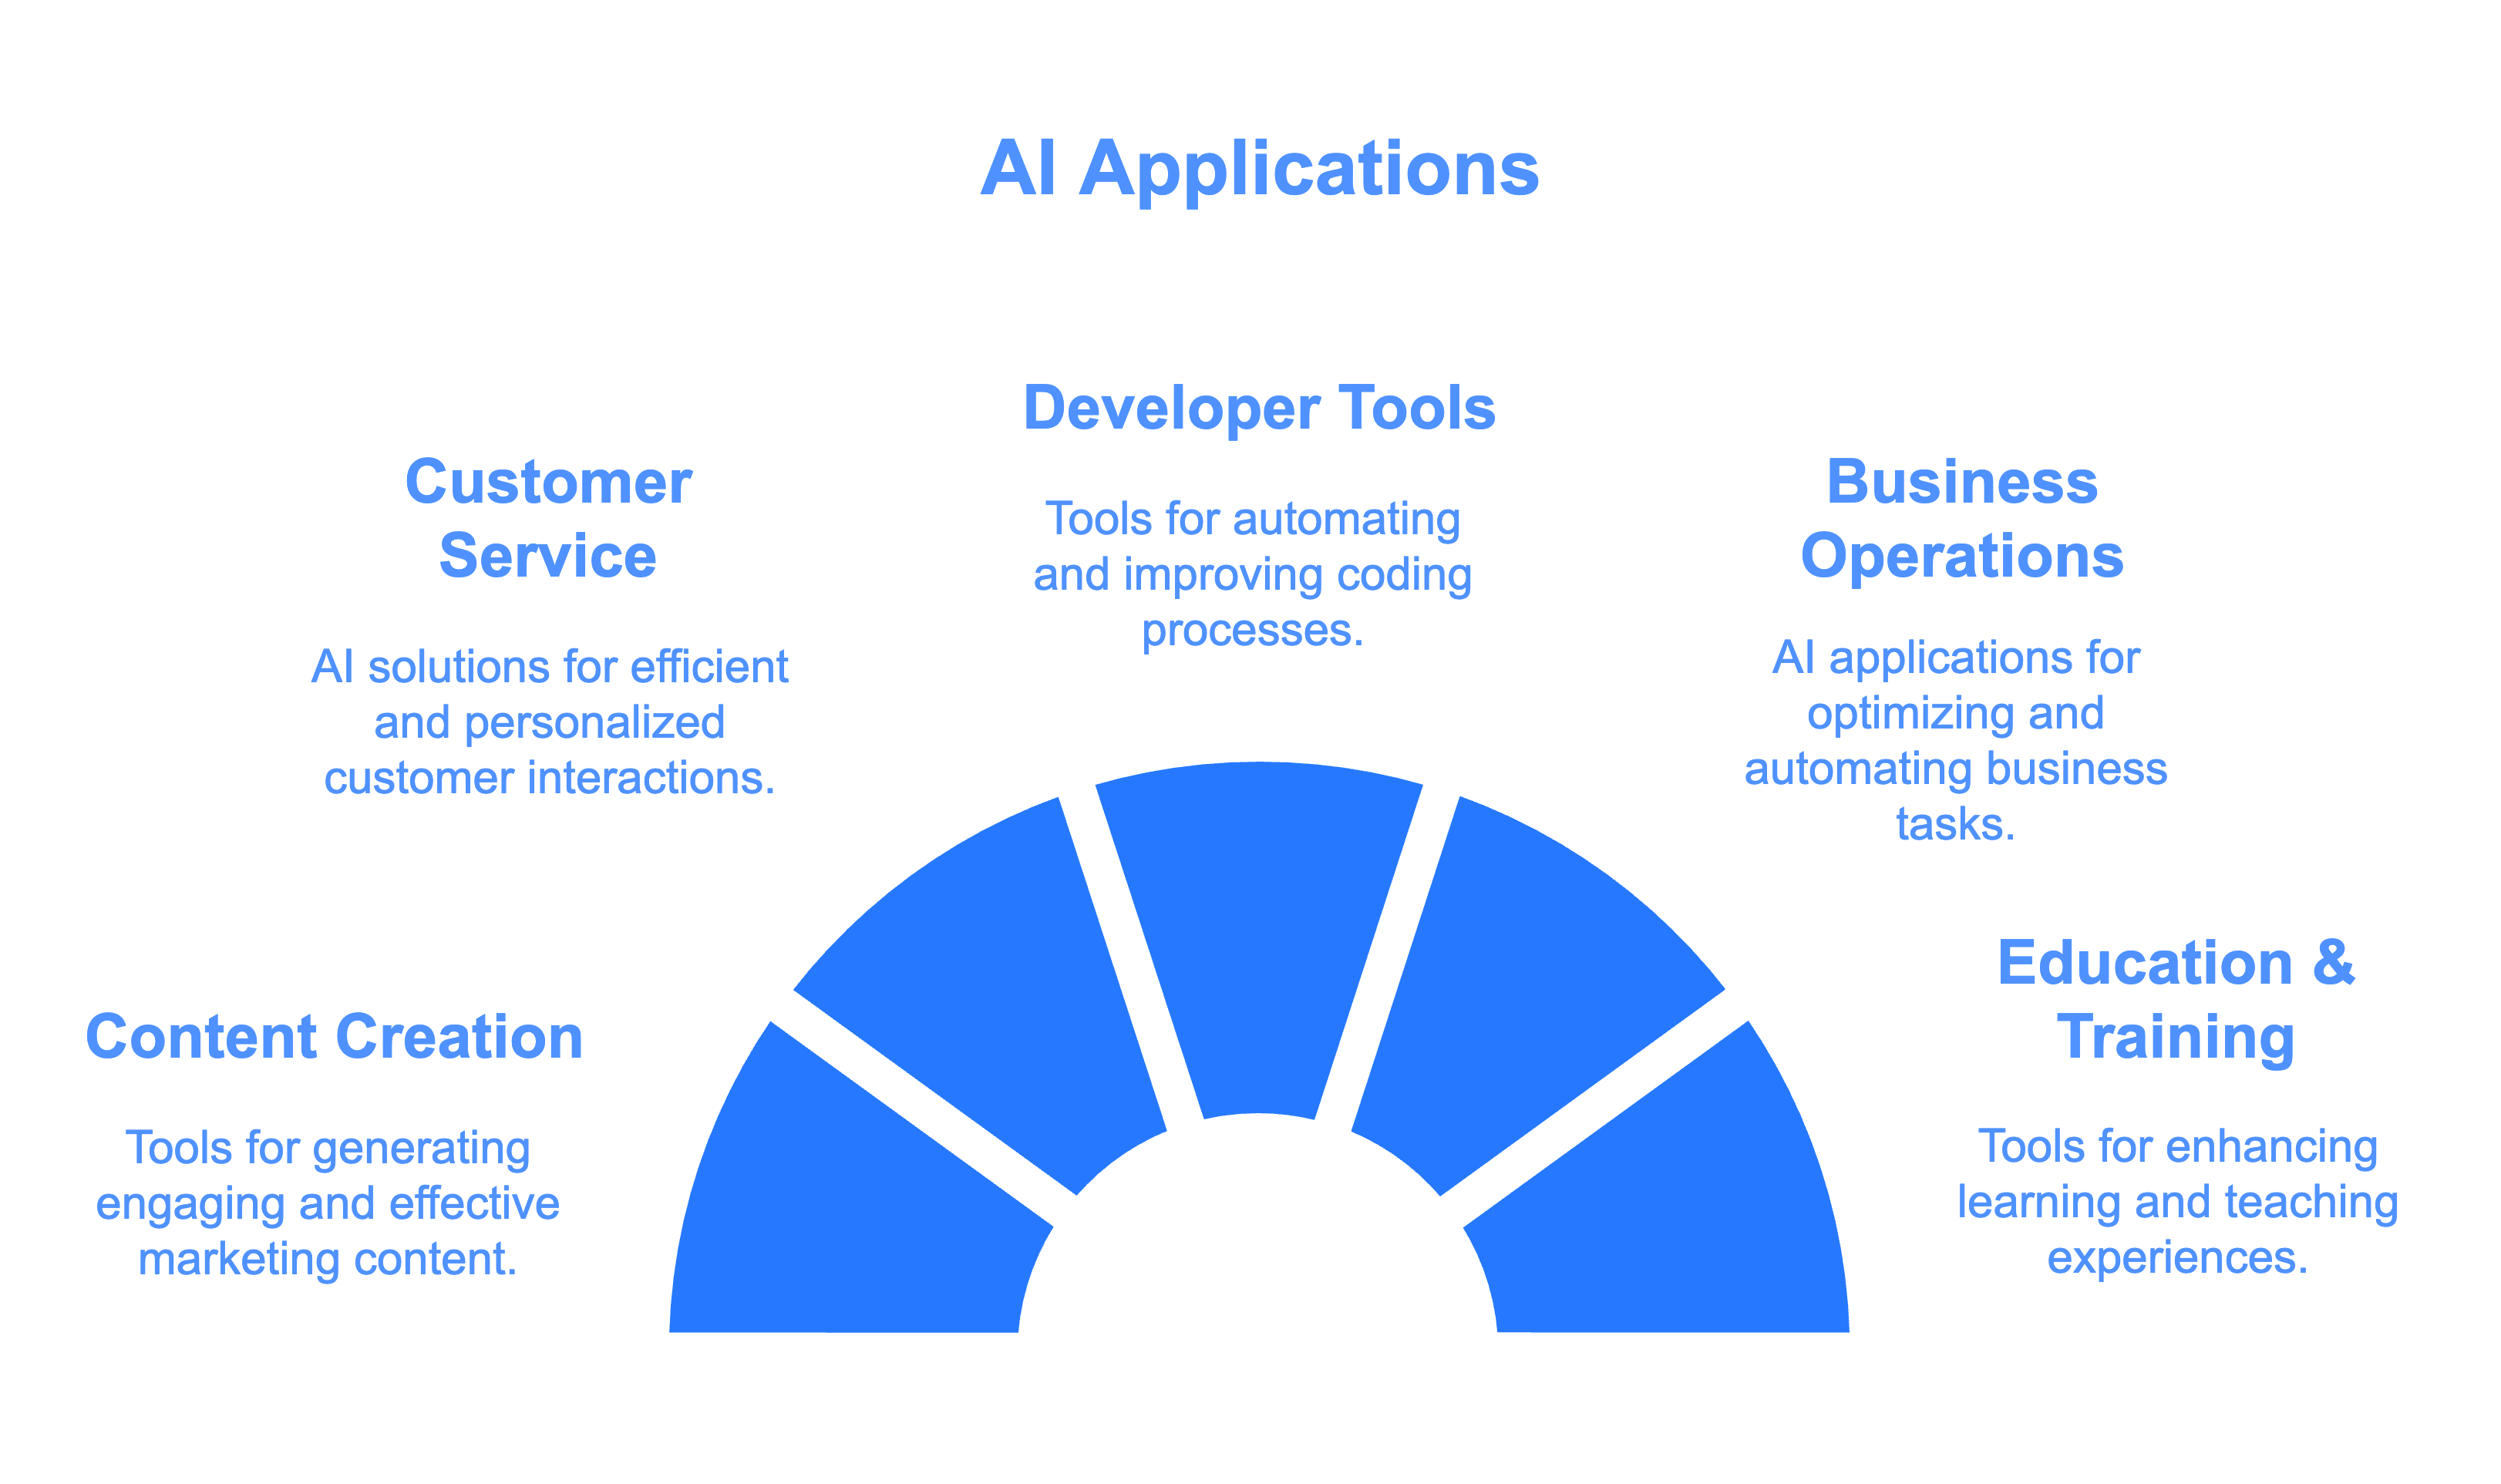 AI Applications
Developer Tools
Tools for automating
and improving coding
processes.
Customer
Service
AI solutions for efficient
and personalized
customer interactions.
Business
Operations
AI applications for
optimizing and
automating business
tasks.
Content Creation
Tools for generating
engaging and effective
marketing content.
Education &
Training
Tools for enhancing
learning and teaching
experiences.